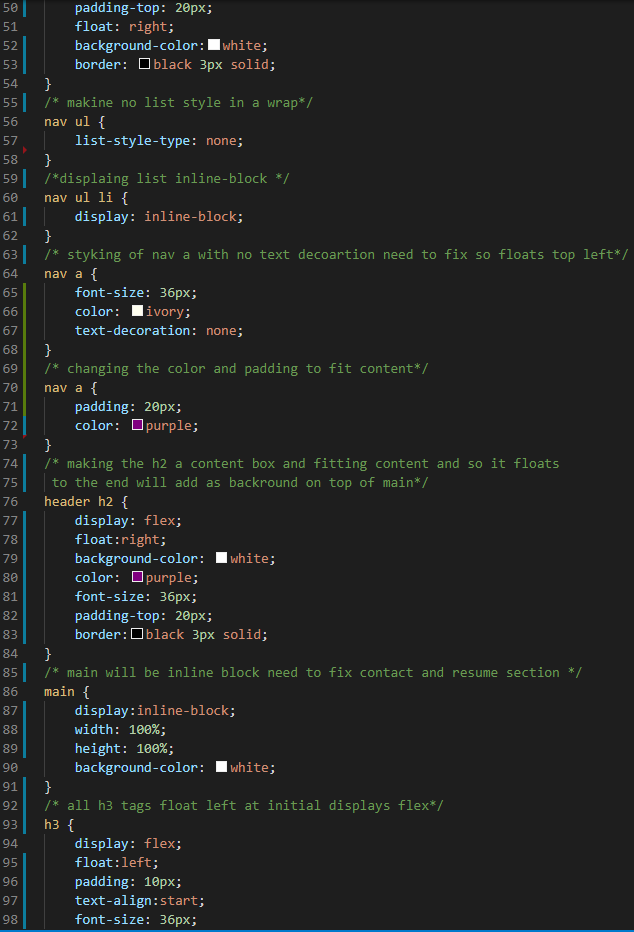 50 padding-top: 20px;
51 float: right;
52 background-color: white;
53 border: black 3px solid;
54 }
55 /* makine no list style in a wrap*/
56 nav ul {
57 list-style-type: none;
58 }
59 /*displaing list inline-block */
60 nav ul li {
61 display: inline-block;
62 }
63 /* styking of nav a with no text decoartion need to fix so floats top left*/
64 nav a {
65 font-size: 36px;
66 color: ivory;
67 text-decoration: none;
68 }
69 /* changing the color and padding to fit content*/
70 nav a {
71 padding: 20px;
72 color: purple;
73 }
74 /* making the h2 a content box and fitting content and so it floats
75 to the end will add as backround on top of main*/
76 header h2 {
77 display: flex;
78 float:right;
79 background-color: white;
80 color: purple;
81 font-size: 36px;
82 padding-top: 20px;
83 border: black 3px solid;
84 }
85 /* main will be inline block need to fix contact and resume section */
86 main {
87 display:inline-block;
88 width: 100%;
89 height: 100%;
90 background-color: white;
91 }
92 /* all h3 tags float left at initial displays flex*/
93 h3 {
94 display: flex;
95 float:left;
96 padding: 10px;
97 text-align:start;
98 font-size: 36px;